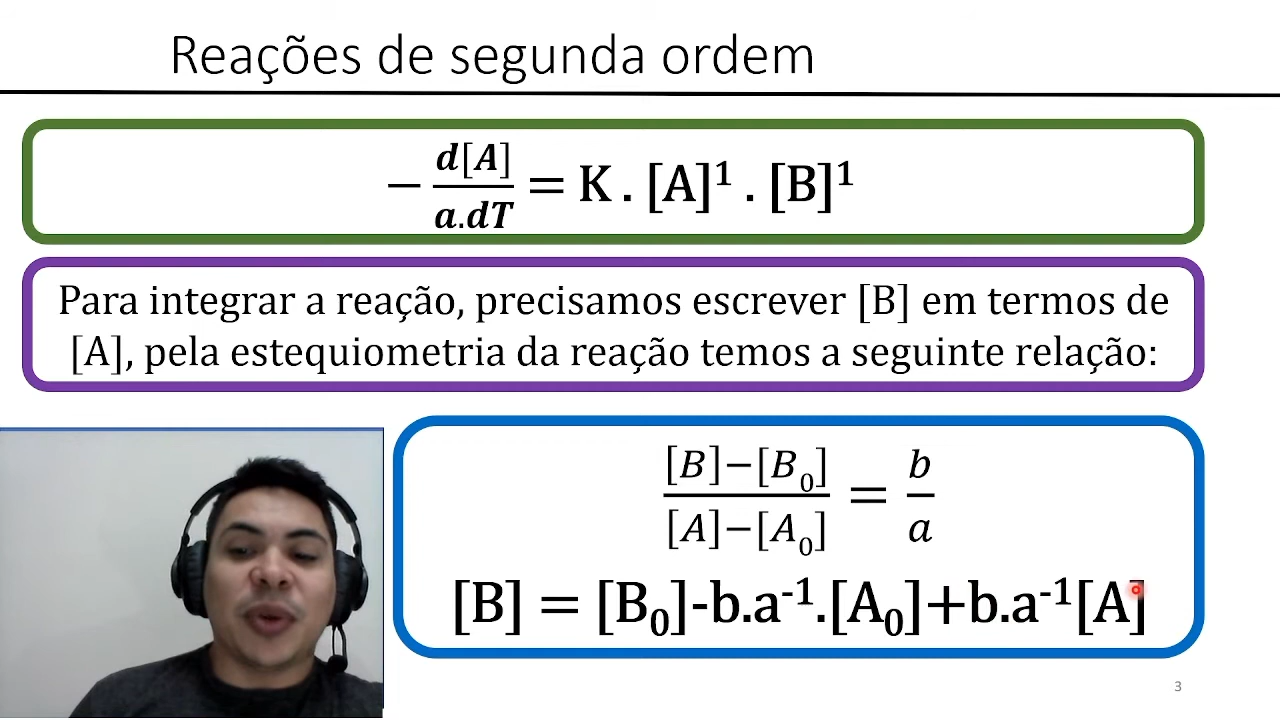 Reações de segunda ordem
− d[A] / a.dT = K . [A]¹ . [B]¹
Para integrar a reação, precisamos escrever [B] em termos de
[A], pela estequiometria da reação temos a seguinte relação:
[B]−[B₀] / [A]−[A₀] = b / a
[B] = [B₀]-b.a⁻¹.[A₀]+b.a⁻¹[A]
3